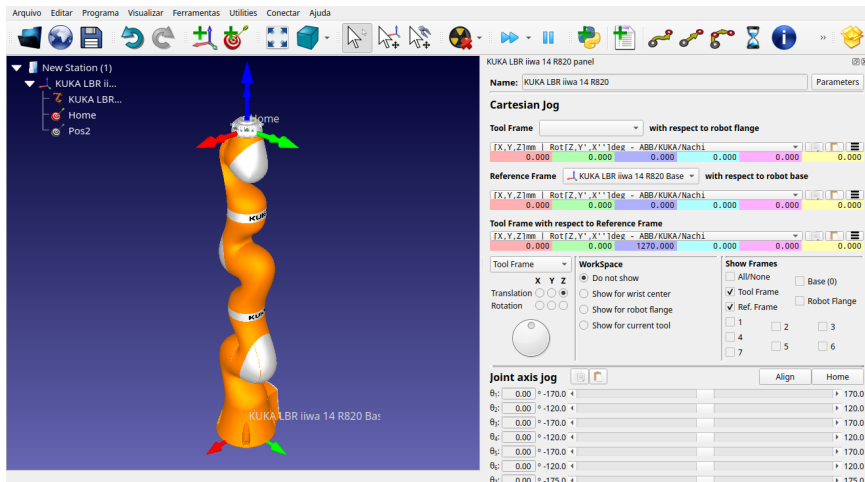 Arquivo Editar Programa Visualizar Ferramentas Utilities Conectar Ajuda
»
KUKA LBR iiwa 14 R820 panel
New Station (1)
KUKA LBR ii...
KUKA LBR...
Home
Pos2
Home
KUKA
KUKA
KUKA LBR iiwa 14 R820 Bas
Name: KUKA LBR iiwa 14 R820 Parameters
Cartesian Jog
Tool Frame with respect to robot flange
[X,Y,Z]mm | Rot[Z,Y',X'']deg - ABB/KUKA/Nachi
0.000 0.000 0.000 0.000 0.000 0.000
Reference Frame KUKA LBR iiwa 14 R820 Base with respect to robot base
[X,Y,Z]mm | Rot[Z,Y',X'']deg - ABB/KUKA/Nachi
0.000 0.000 0.000 0.000 0.000 0.000
Tool Frame with respect to Reference Frame
[X,Y,Z]mm | Rot[Z,Y',X'']deg - ABB/KUKA/Nachi
0.000 0.000 1270.000 0.000 0.000 0.000
Tool Frame
X Y Z
Translation
Rotation
WorkSpace
Do not show
Show for wrist center
Show for robot flange
Show for current tool
Show Frames
All/None
Base (0)
Tool Frame
Robot Flange
Ref. Frame
1 2 3
4 5 6
7
Joint axis jog Align Home
θ₁: 0.00 º -170.0 170.0
θ₂: 0.00 º -120.0 120.0
θ₃: 0.00 º -170.0 170.0
θ₄: 0.00 º -120.0 120.0
θ₅: 0.00 º -170.0 170.0
θ₆: 0.00 º -120.0 120.0
0.00 º -175.0 175.0